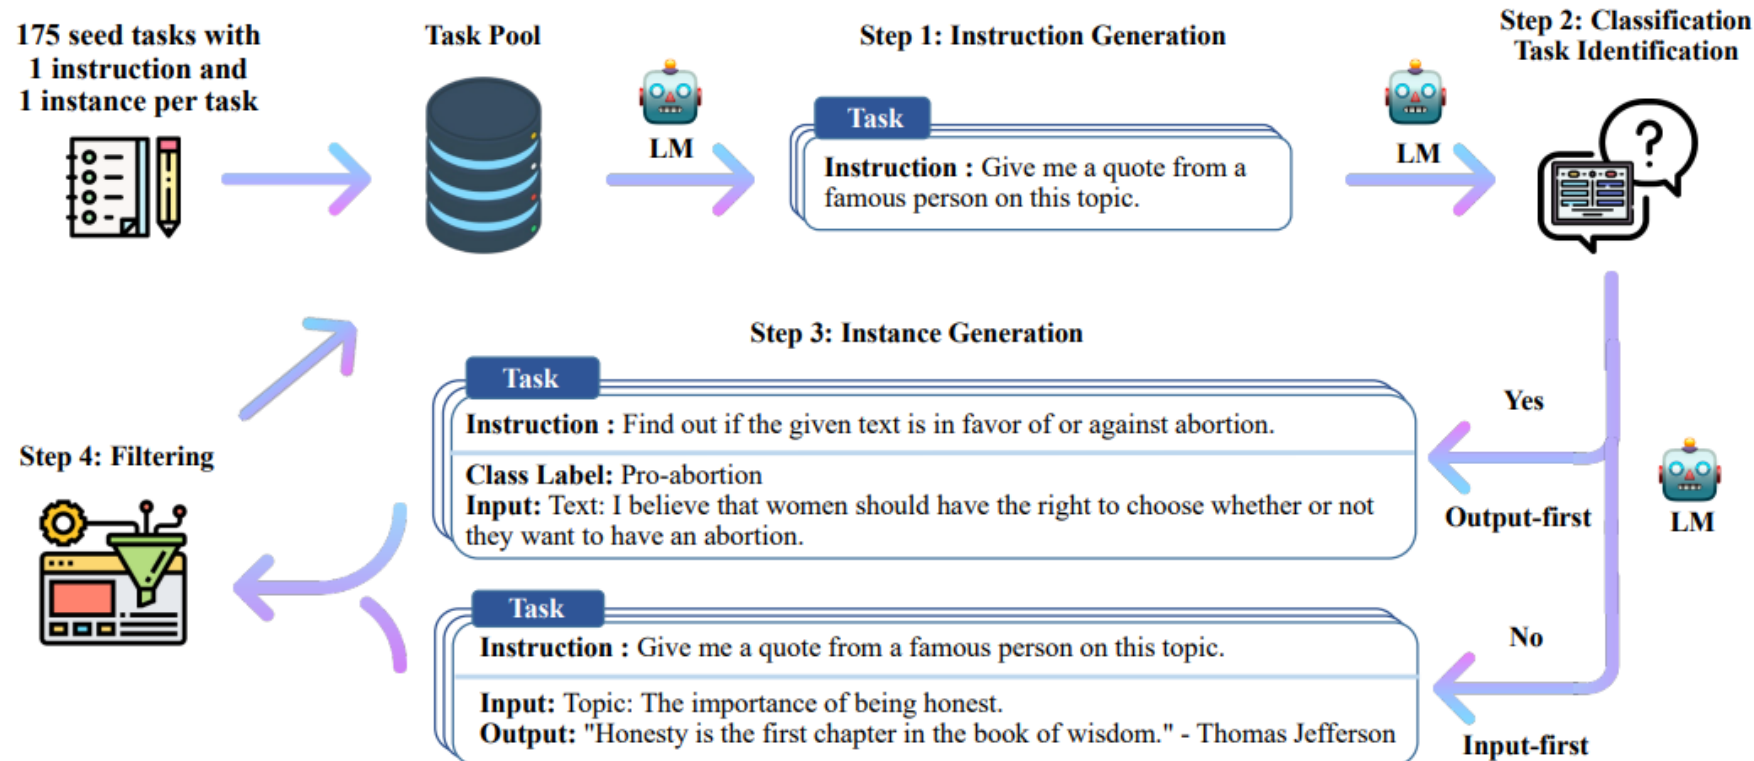 175 seed tasks with
1 instruction and
1 instance per task
Task Pool
LM
Step 1: Instruction Generation
Task
Instruction : Give me a quote from a
famous person on this topic.
LM
Step 2: Classification
Task Identification
Step 3: Instance Generation
Task
Instruction : Find out if the given text is in favor of or against abortion.
Class Label: Pro-abortion
Input: Text: I believe that women should have the right to choose whether or not
they want to have an abortion.
Yes
Output-first
LM
Step 4: Filtering
Task
Instruction : Give me a quote from a famous person on this topic.
Input: Topic: The importance of being honest.
Output: "Honesty is the first chapter in the book of wisdom." - Thomas Jefferson
No
Input-first